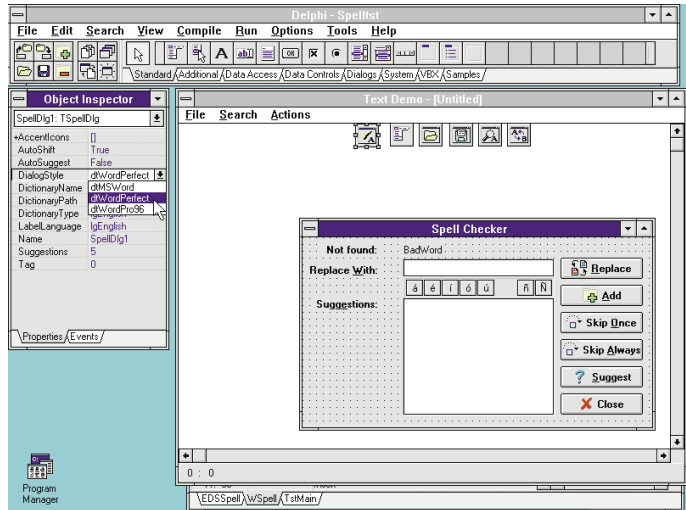 Delphi - Spelltst
File Edit Search View Compile Run Options Tools Help
Standard Additional Data Access Data Controls Dialogs System VBX Samples
Object Inspector
SpellDlg1: TSpellDlg
+AccentIcons []
AutoShift True
AutoSuggest False
DialogStyle dtWordPerfect
DictionaryName dtMSWord
DictionaryPath dtWordPerfect
DictionaryType dtWordPro96
lgEnglish
LabelLanguage lgEnglish
Name SpellDlg1
Suggestions 5
Tag 0
Properties Events
Text Demo - [Untitled]
File Search Actions
Spell Checker
Not found: BadWord
Replace With:
á é í ó ú ñ Ñ
Suggestions:
Replace
Add
Skip Once
Skip Always
Suggest
Close
0 : 0
EDSSpell WSpell TstMain
Program
Manager